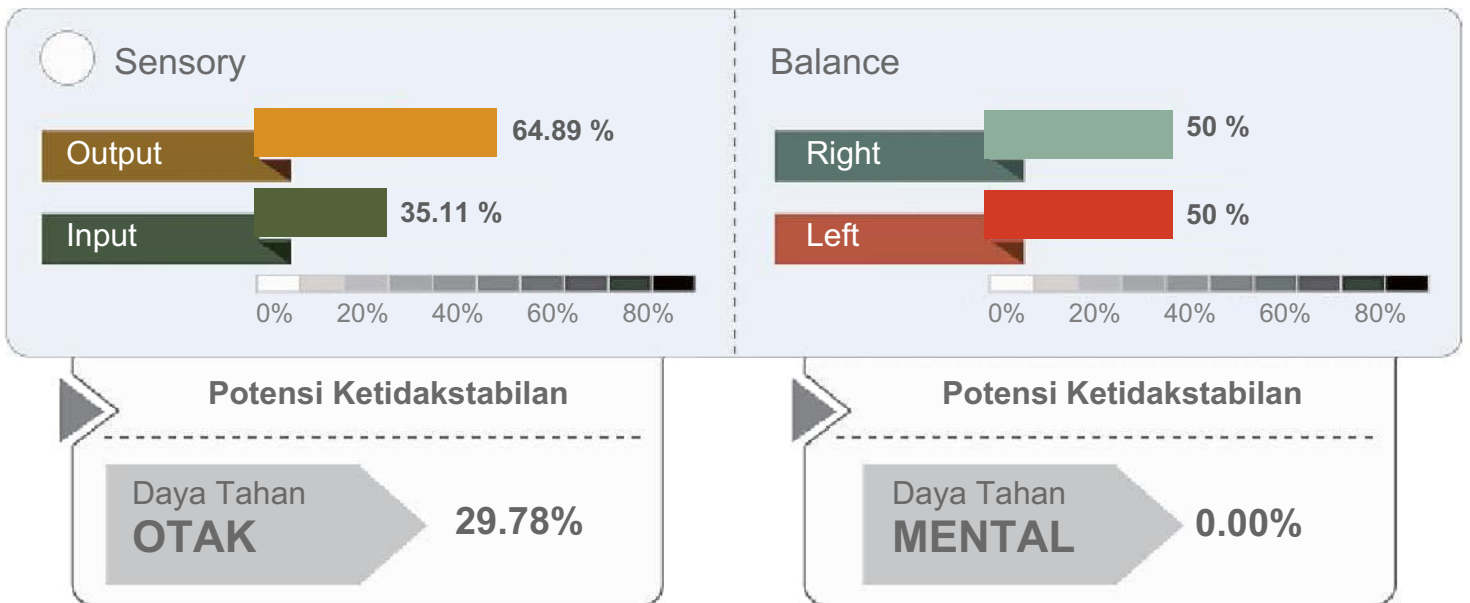 Sensory
Output
64.89 %
Input
35.11 %
0% 20% 40% 60% 80%
Balance
Right
50 %
Left
50 %
0% 20% 40% 60% 80%
Potensi Ketidakstabilan
Daya Tahan
OTAK
29.78%
Potensi Ketidakstabilan
Daya Tahan
MENTAL
0.00%